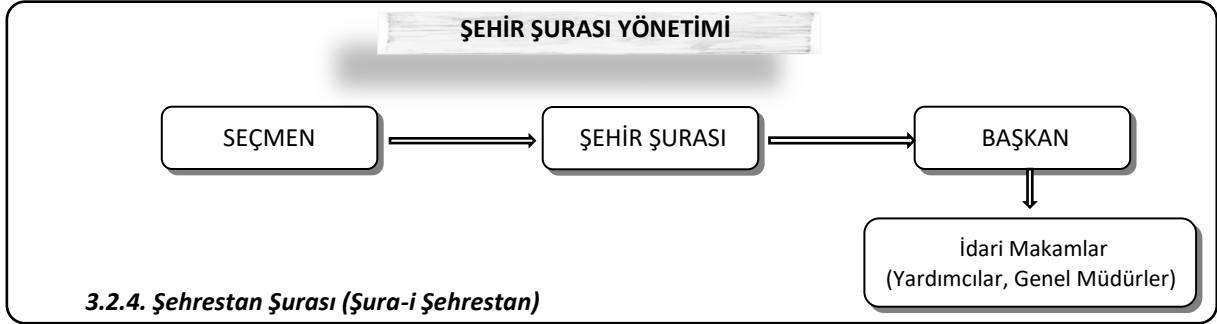 ŞEHİR ŞURASI YÖNETİMİ
SEÇMEN
ŞEHİR ŞURASI
BAŞKAN
İdari Makamlar
(Yardımcılar, Genel Müdürler)
3.2.4. Şehrestan Şurası (Şura-i Şehrestan)